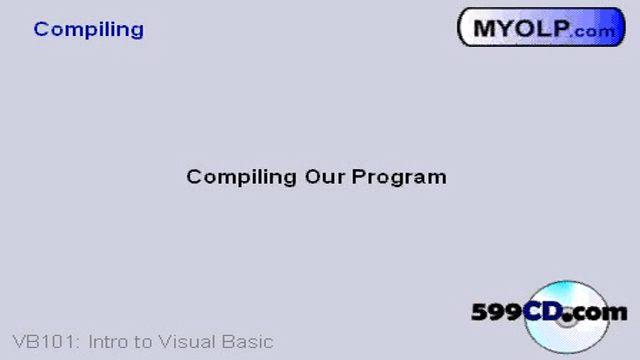 Compiling
MYOLP.com
Compiling Our Program
599CD.com
VB101: Intro to Visual Basic